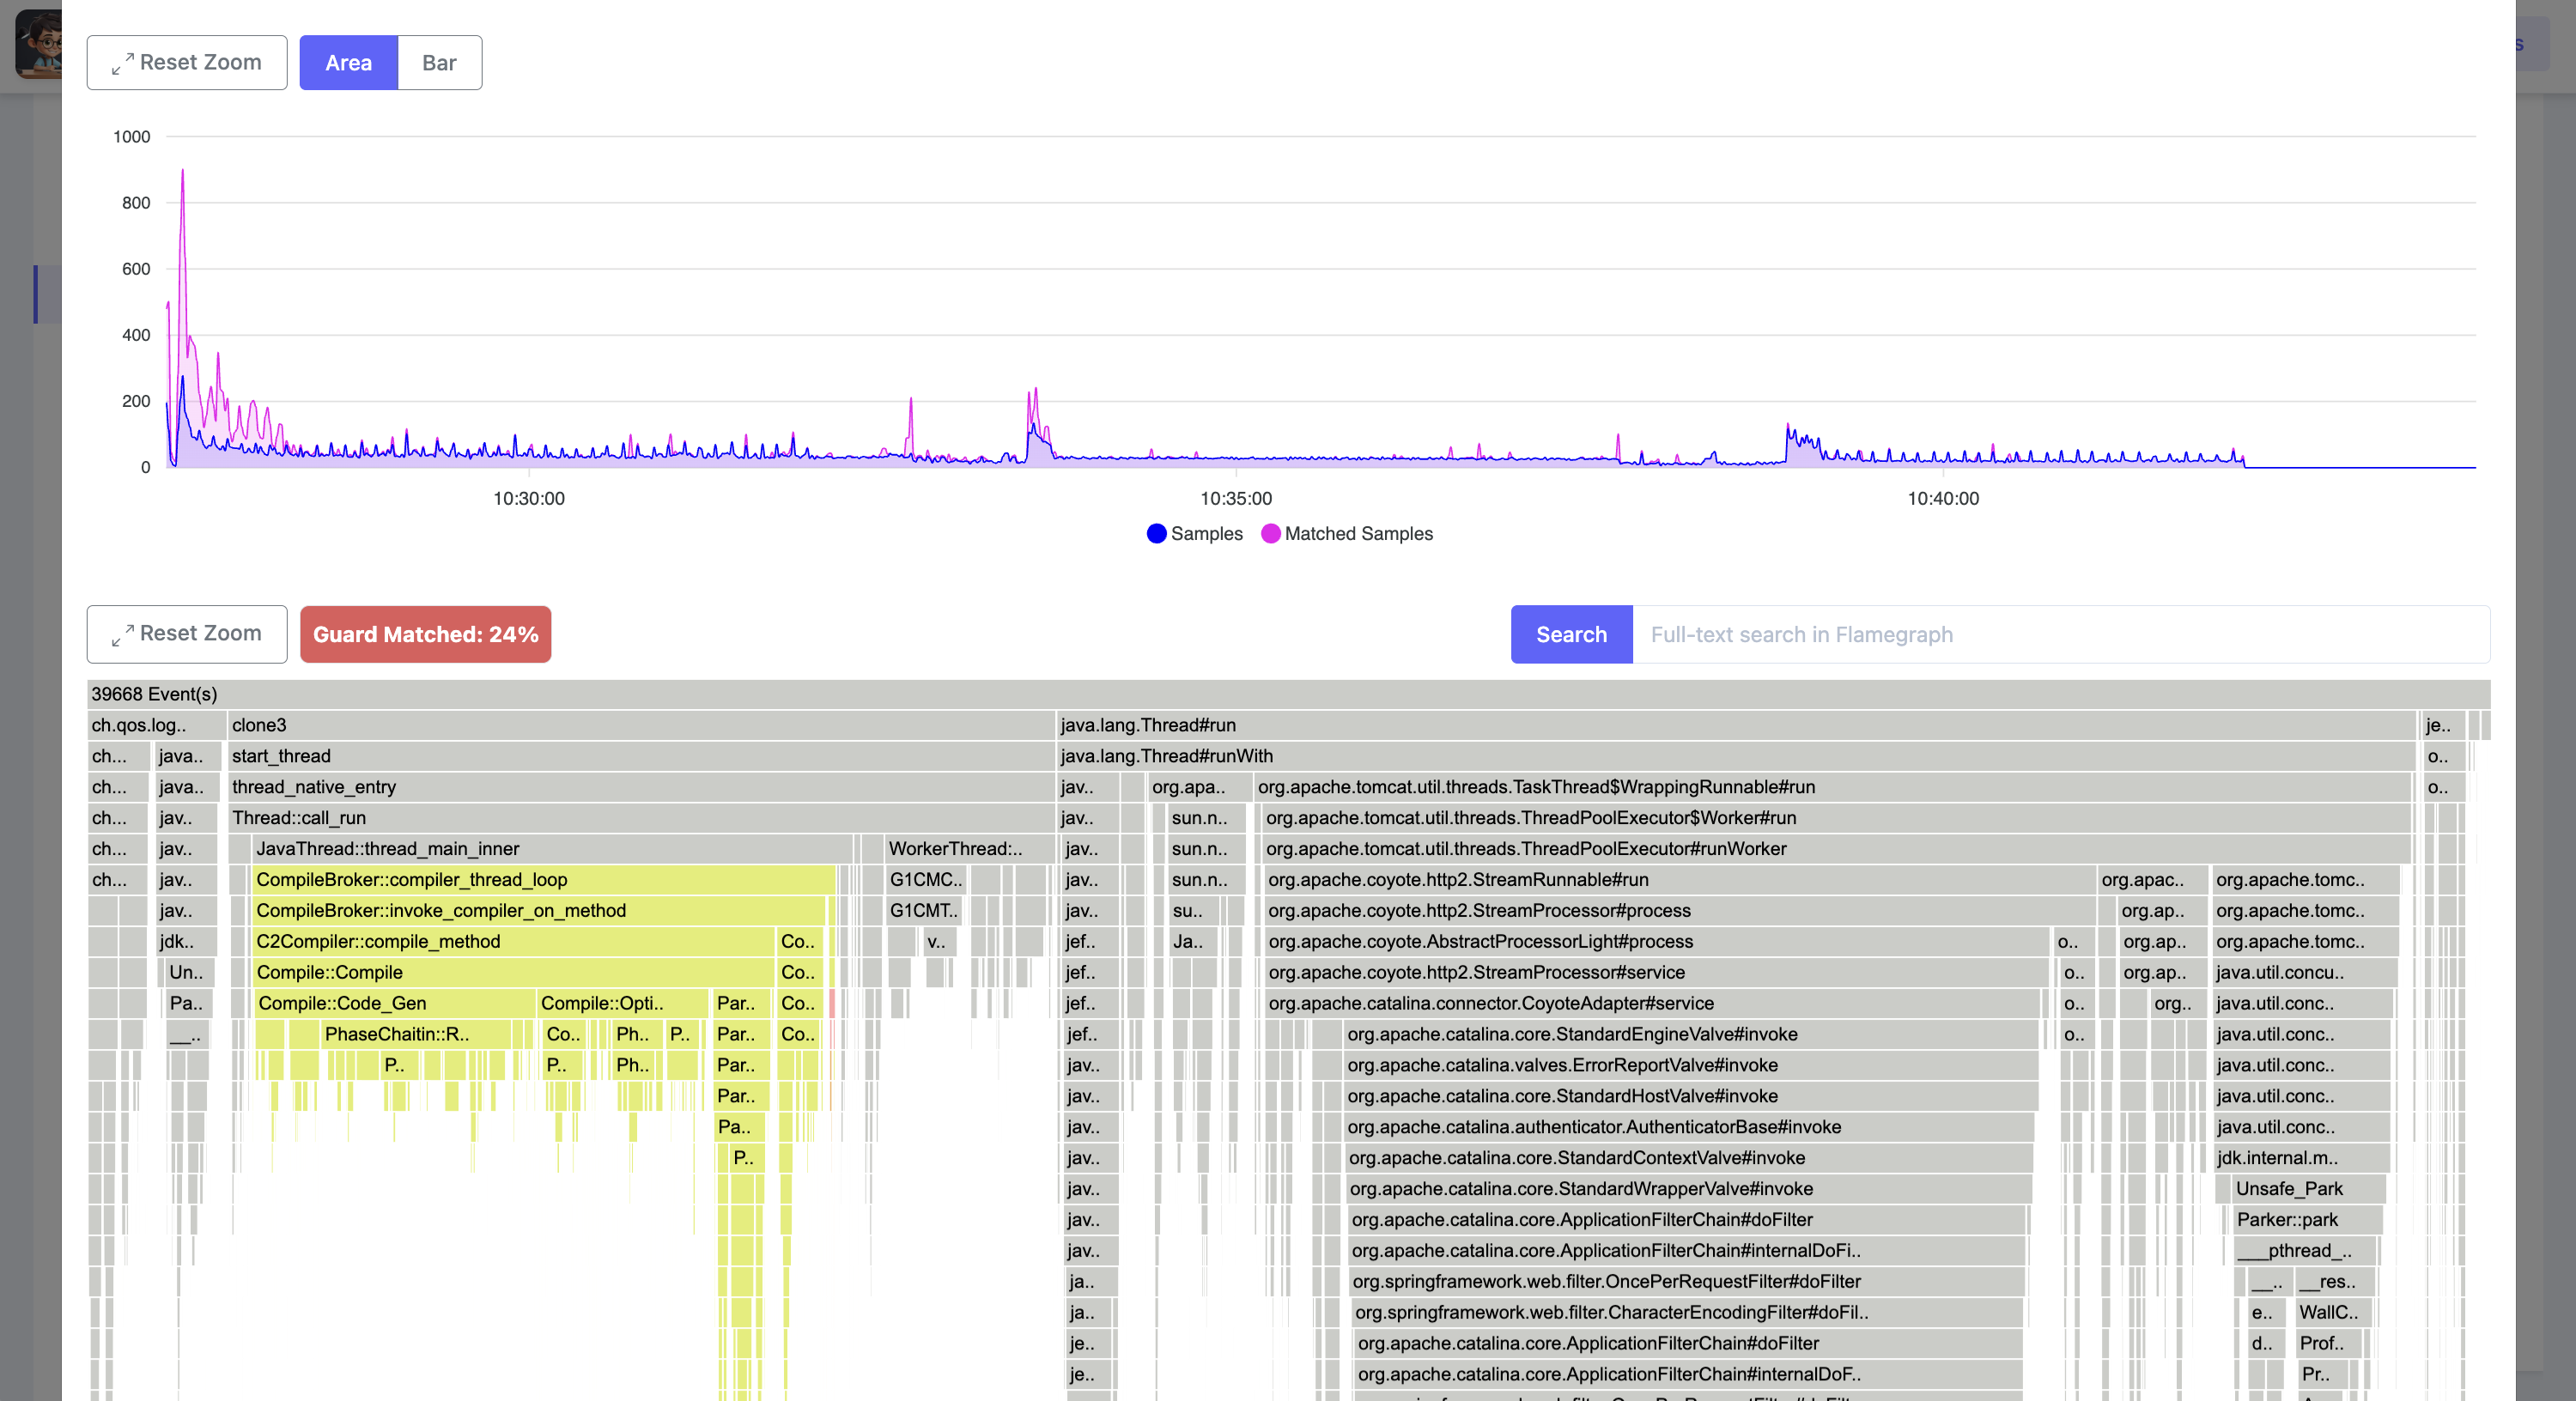 Reset Zoom Area Bar s
1000
800
600
400
200
0
10:30:00 10:35:00 10:40:00
Samples Matched Samples
Reset Zoom Guard Matched: 24% Search Full-text search in Flamegraph
39668 Event(s)
ch.qos.log.. clone3 java.lang.Thread#run je..
ch... java.. start_thread java.lang.Thread#runWith o..
ch... java.. thread_native_entry jav.. org.apa.. org.apache.tomcat.util.threads.TaskThread$WrappingRunnable#run o..
ch... jav.. Thread::call_run jav.. sun.n.. org.apache.tomcat.util.threads.ThreadPoolExecutor$Worker#run
ch... jav.. JavaThread::thread_main_inner WorkerThread:.. jav.. sun.n.. org.apache.tomcat.util.threads.ThreadPoolExecutor#runWorker
ch... jav.. CompileBroker::compiler_thread_loop G1CMC.. jav.. sun.n.. org.apache.coyote.http2.StreamRunnable#run org.apac.. org.apache.tomc..
jav.. CompileBroker::invoke_compiler_on_method G1CMT.. jav.. su.. org.apache.coyote.http2.StreamProcessor#process org.ap.. org.apache.tomc..
jdk.. C2Compiler::compile_method Co.. v.. jef.. Ja.. org.apache.coyote.AbstractProcessorLight#process o.. org.ap.. org.apache.tomc..
Un.. Compile::Compile Co.. jef.. org.apache.coyote.http2.StreamProcessor#service o.. org.ap.. java.util.concu..
Pa.. Compile::Code_Gen Compile::Opti.. Par.. Co.. jef.. org.apache.catalina.connector.CoyoteAdapter#service o.. org.. java.util.conc..
__.. PhaseChaitin::R.. Co.. Ph.. P.. Par.. Co.. jef.. org.apache.catalina.core.StandardEngineValve#invoke o.. java.util.conc..
P.. P.. Ph.. Par.. jav.. org.apache.catalina.valves.ErrorReportValve#invoke java.util.conc..
Par.. jav.. org.apache.catalina.core.StandardHostValve#invoke java.util.conc..
Pa.. jav.. org.apache.catalina.authenticator.AuthenticatorBase#invoke java.util.conc..
P.. jav.. org.apache.catalina.core.StandardContextValve#invoke jdk.internal.m..
jav.. org.apache.catalina.core.StandardWrapperValve#invoke Unsafe_Park
jav.. org.apache.catalina.core.ApplicationFilterChain#doFilter Parker::park
jav.. org.apache.catalina.core.ApplicationFilterChain#internalDoFi.. ___pthread_..
ja.. org.springframework.web.filter.OncePerRequestFilter#doFilter __.. __res..
ja.. org.springframework.web.filter.CharacterEncodingFilter#doFil.. e.. WallC..
je.. org.apache.catalina.core.ApplicationFilterChain#doFilter d.. Prof..
je.. org.apache.catalina.core.ApplicationFilterChain#internalDoF.. Pr..